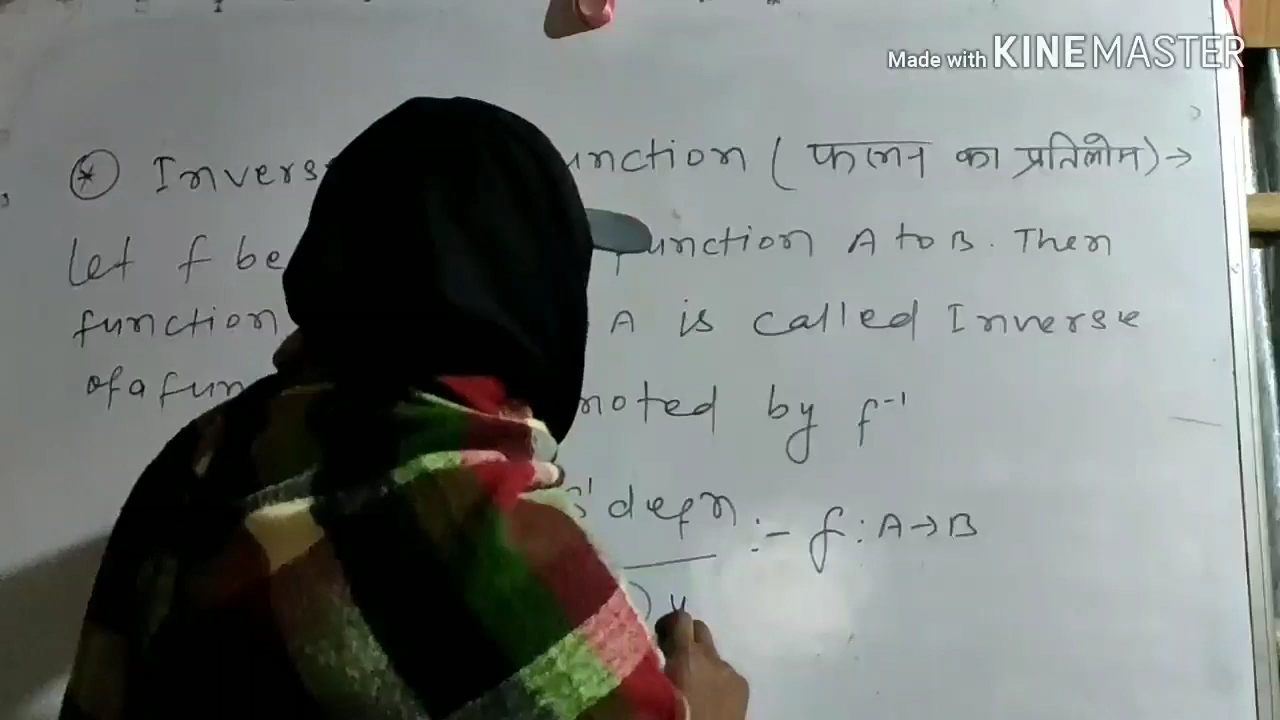 Made with KINEMASTER
* Invers unction ( फलन का प्रतिलोम) →
let f be unction A to B. Then
function A is called Inverse
of a fun noted by f⁻¹
s' defn :- f: A→B
) y